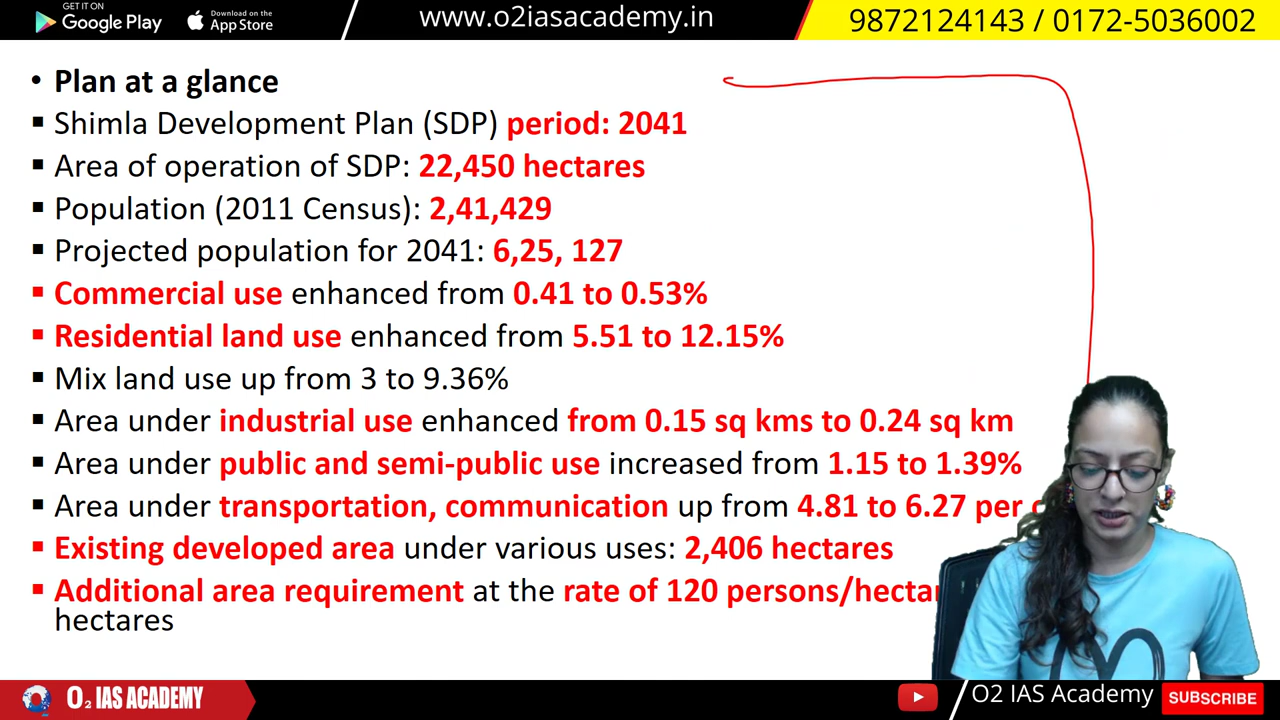 GET IT ON
Google Play
Download on the
App Store
www.o2iasacademy.in
9872124143 / 0172-5036002
• Plan at a glance
▪ Shimla Development Plan (SDP) period: 2041
▪ Area of operation of SDP: 22,450 hectares
▪ Population (2011 Census): 2,41,429
▪ Projected population for 2041: 6,25, 127
▪ Commercial use enhanced from 0.41 to 0.53%
▪ Residential land use enhanced from 5.51 to 12.15%
▪ Mix land use up from 3 to 9.36%
▪ Area under industrial use enhanced from 0.15 sq kms to 0.24 sq km
▪ Area under public and semi-public use increased from 1.15 to 1.39%
▪ Area under transportation, communication up from 4.81 to 6.27 per
▪ Existing developed area under various uses: 2,406 hectares
▪ Additional area requirement at the rate of 120 persons/
hectares
O2 IAS ACADEMY
O2 IAS Academy
SUBSCRIBE